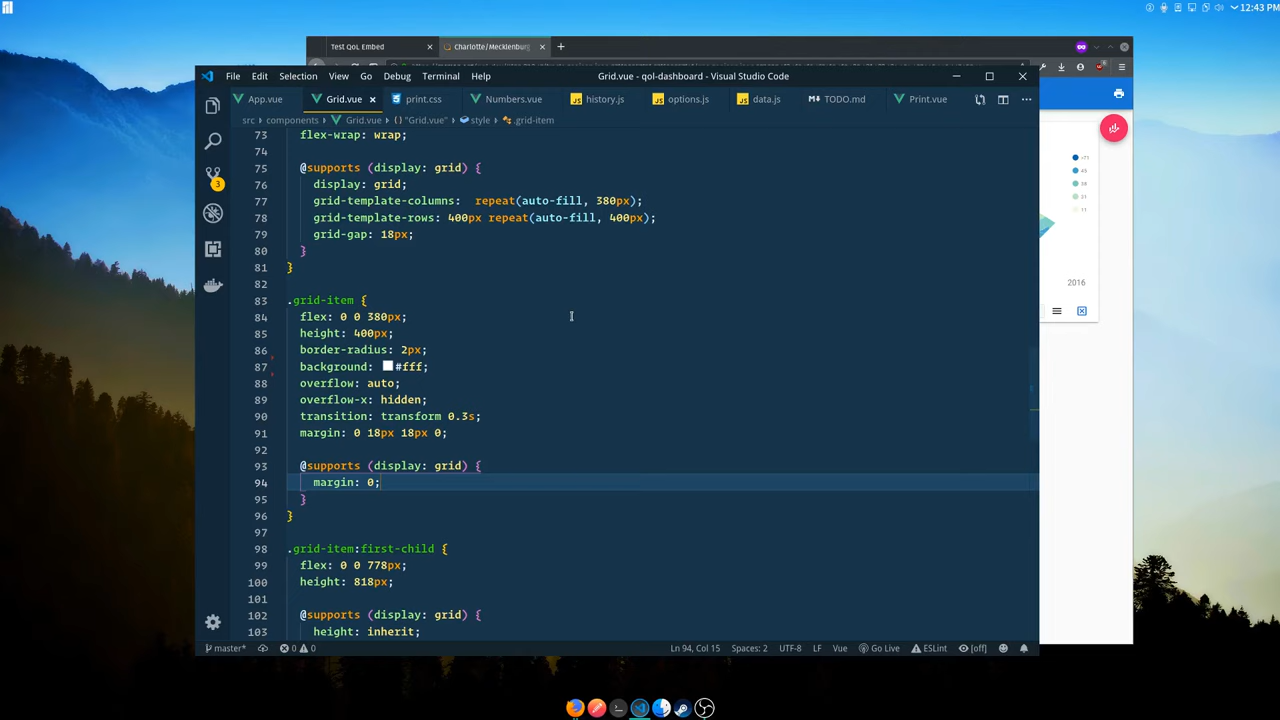 12:43 PM
Test QoL Embed
Charlotte/Mecklenburg
File Edit Selection View Go Debug Terminal Help
Grid.vue - qol-dashboard - Visual Studio Code
App.vue Grid.vue print.css Numbers.vue history.js options.js data.js TODO.md Print.vue
src components Grid.vue {} "Grid.vue" style .grid-item
73 flex-wrap: wrap;
74
75 @supports (display: grid) {
76 display: grid;
77 grid-template-columns:  repeat(auto-fill, 380px);
78 grid-template-rows: 400px repeat(auto-fill, 400px);
79 grid-gap: 18px;
80 }
81 }
82
83 .grid-item {
84 flex: 0 0 380px;
85 height: 400px;
86 border-radius: 2px;
87 background: #fff;
88 overflow: auto;
89 overflow-x: hidden;
90 transition: transform 0.3s;
91 margin: 0 18px 18px 0;
92
93 @supports (display: grid) {
94 margin: 0;
95 }
96 }
97
98 .grid-item:first-child {
99 flex: 0 0 778px;
100 height: 818px;
101
102 @supports (display: grid) {
103 height: inherit;
3
2016
master* 0 0
Ln 94, Col 15 Spaces: 2 UTF-8 LF Vue Go Live ESLint [off]